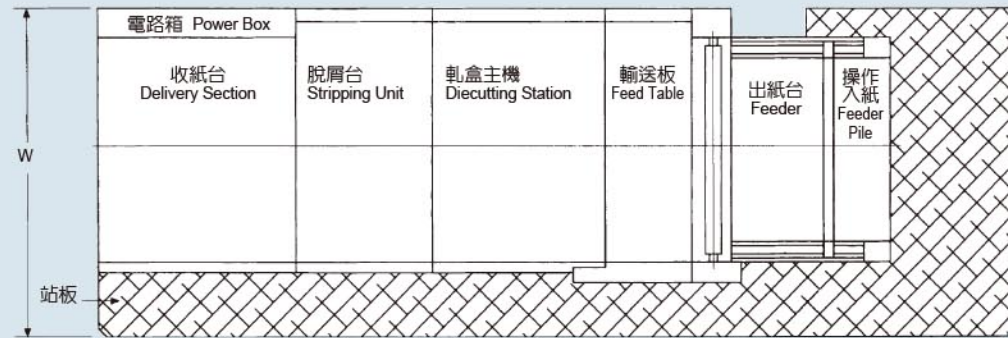 電路箱 Power Box
收紙台
Delivery Section
脫屑台
Stripping Unit
軋盒主機
Diecutting Station
輸送板
Feed Table
出紙台
Feeder
操作
入紙
Feeder
Pile
W
站板